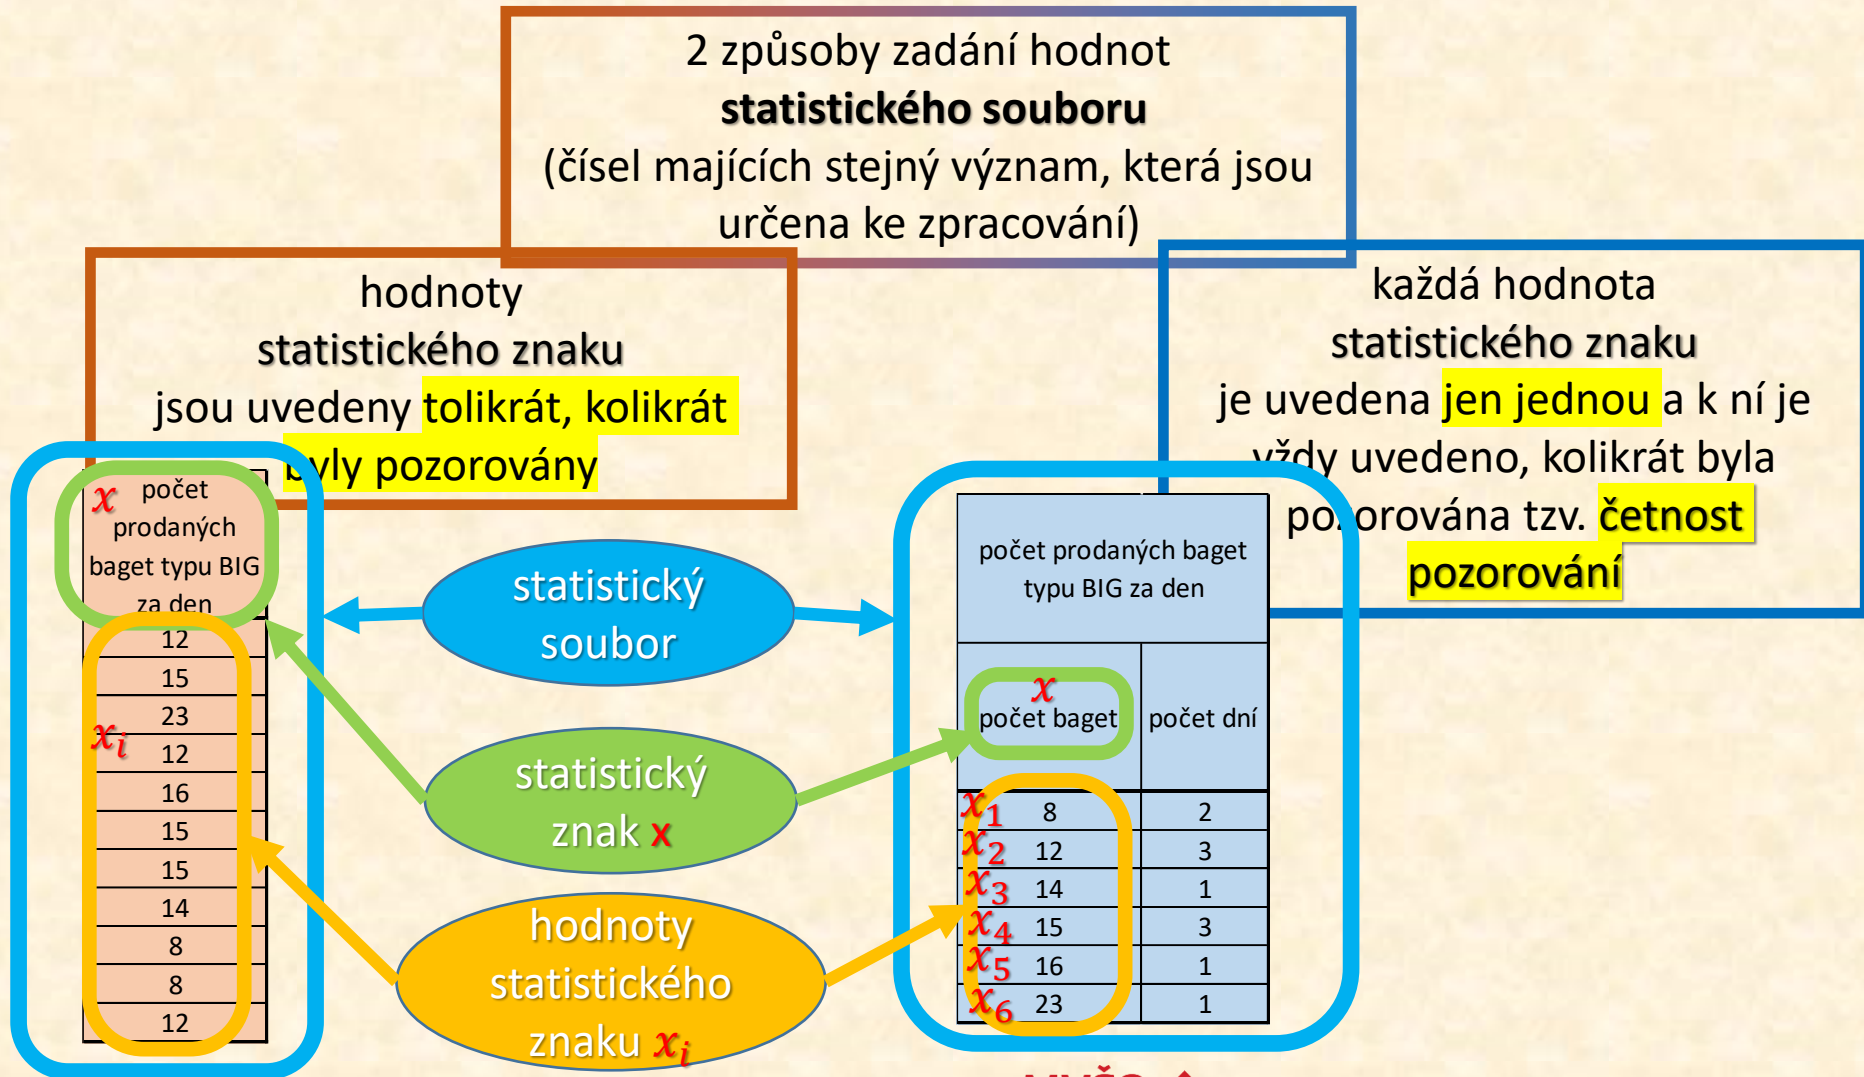 2 způsoby zadání hodnot
statistického souboru
(čísel majících stejný význam, která jsou
určena ke zpracování)
hodnoty
statistického znaku
jsou uvedeny tolikrát, kolikrát
byly pozorovány
každá hodnota
statistického znaku
je uvedena jen jednou a k ní je
vždy uvedeno, kolikrát byla
pozorována tzv. četnost
pozorování
x počet
prodaných
baget typu BIG
za den
12
15
23
xᵢ
12
16
15
15
14
8
8
12
statistický
soubor
statistický
znak x
hodnoty
statistického
znaku xᵢ
počet prodaných baget
typu BIG za den
x
počet baget počet dní
x₁ 8 2
x₂ 12 3
x₃ 14 1
x₄ 15 3
x₅ 16 1
x₆ 23 1